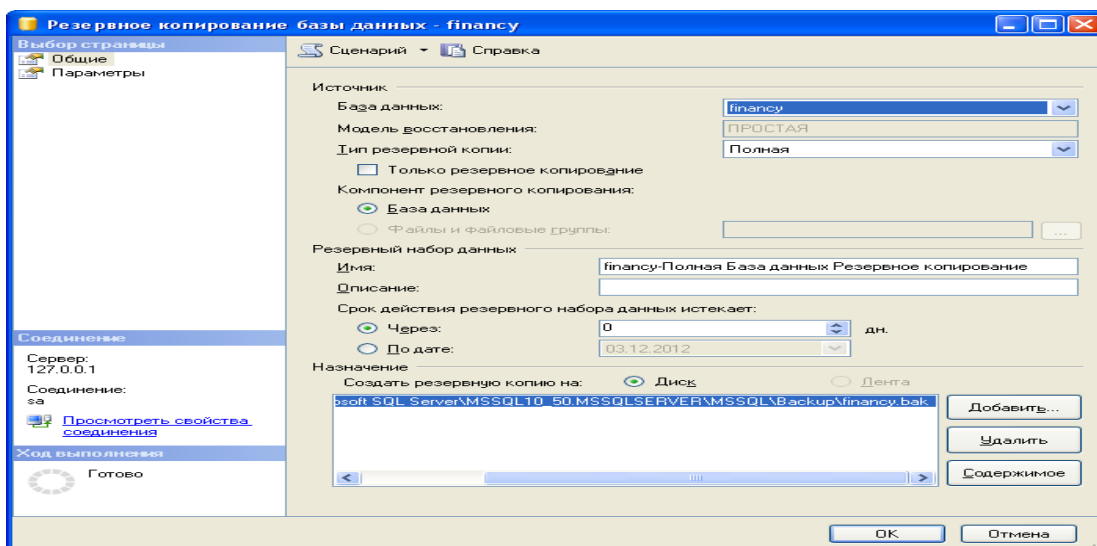 Резервное копирование базы данных - financy
Выбор страницы
Общие
Параметры
Сценарий
Справка
Источник
База данных:
financy
Модель восстановления:
ПРОСТАЯ
Тип резервной копии:
Полная
Только резервное копирование
Компонент резервного копирования:
База данных
Файлы и файловые группы:
...
Резервный набор данных
Имя:
financy-Полная База данных Резервное копирование
Описание:
Срок действия резервного набора данных истекает:
Через:
0
дн.
По дате:
03.12.2012
Назначение
Создать резервную копию на:
Диск
Лента
osoft SQL Server\MSSQL10_50.MSSQLSERVER\MSSQL\Backup\financy.bak
Добавить...
Удалить
Содержимое
Соединение
Сервер:
127.0.0.1
Соединение:
sa
Просмотреть свойства
соединения
Ход выполнения
Готово
OK
Отмена